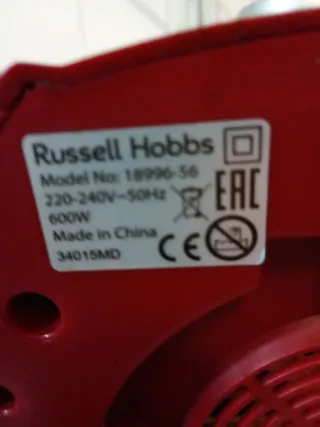 Russell Hobbs
Model No: 18996-56
220-240V~50Hz
600W
Made in China
34015MD
EAC
CE